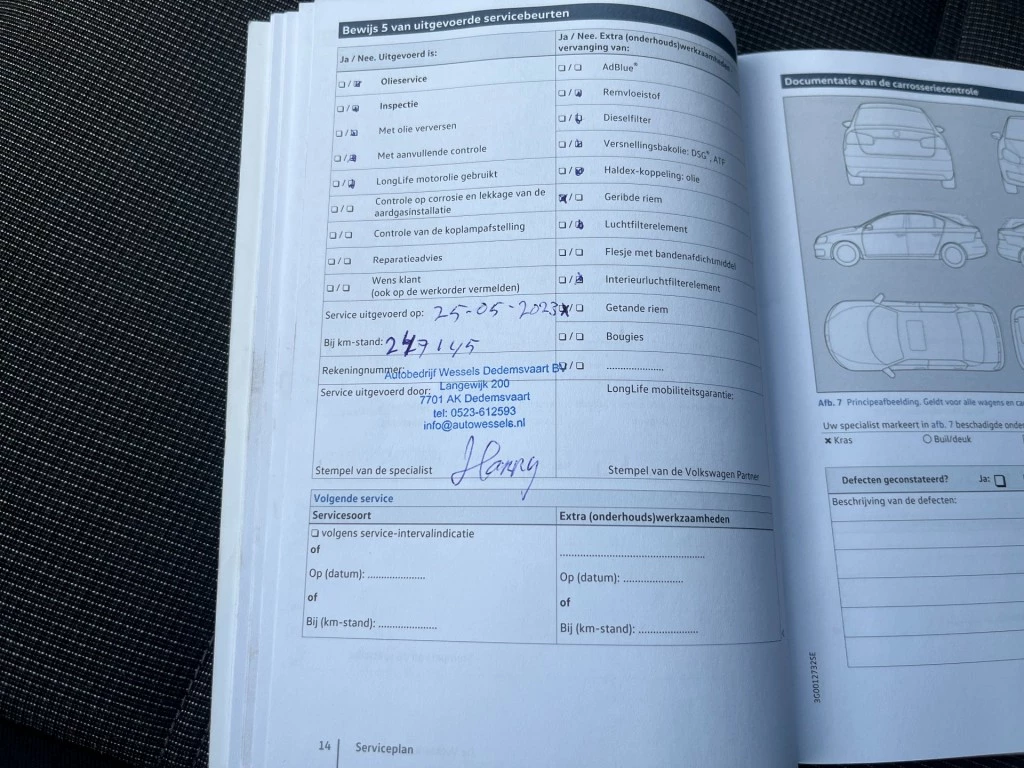 Bewijs 5 van uitgevoerde servicebeurten
Ja / Nee. Uitgevoerd is:
Olieservice
Inspectie
Met olie verversen
Met aanvullende controle
LongLife motorolie gebruikt
Controle op corrosie en lekkage van de
aardgasinstallatie
Controle van de koplampafstelling
Reparatieadvies
Wens klant
(ook op de werkorder vermelden)
Service uitgevoerd op: 25-05-2023
Bij km-stand: 247145
Rekeningnummer:
Service uitgevoerd door:
Autobedrijf Wessels Dedemsvaart BV
Langewijk 200
7701 AK Dedemsvaart
tel: 0523-612593
info@autowessels.nl
Stempel van de specialist
Ja / Nee. Extra (onderhouds)werkzaamheden
vervanging van:
AdBlue®
Remvloeistof
Dieselfilter
Versnellingsbakolie: DSG®, ATF
Haldex-koppeling: olie
Geribde riem
Luchtfilterelement
Flesje met bandenafdichtmiddel
Interieurluchtfilterelement
Getande riem
Bougies
LongLife mobiliteitsgarantie:
Stempel van de Volkswagen Partner
Volgende service
Servicesoort
volgens service-intervalindicatie
of
Op (datum):
of
Bij (km-stand):
Extra (onderhouds)werkzaamheden
Op (datum):
of
Bij (km-stand):
14 Serviceplan
Documentatie van de carrosseriecontrole
Afb. 7 Principeafbeelding. Geldt voor alle wagens en
Uw specialist markeert in afb. 7 beschadigde
Kras Buil/deuk
Defecten geconstateerd? Ja:
Beschrijving van de defecten:
3G0012732SE